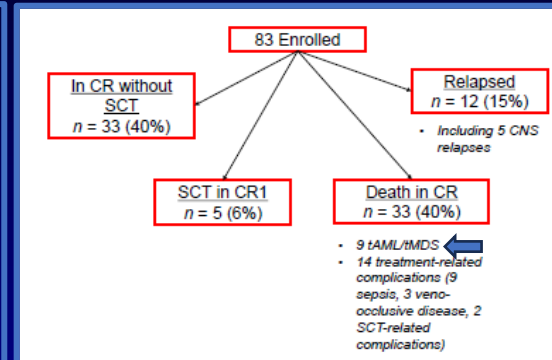 83 Enrolled
In CR without
SCT
n = 33 (40%)
Relapsed
n = 12 (15%)
• Including 5 CNS
relapses
SCT in CR1
n = 5 (6%)
Death in CR
n = 33 (40%)
• 9 tAML/tMDS
• 14 treatment-related
complications (9
sepsis, 3 veno-
occlusive disease, 2
SCT-related
complications)